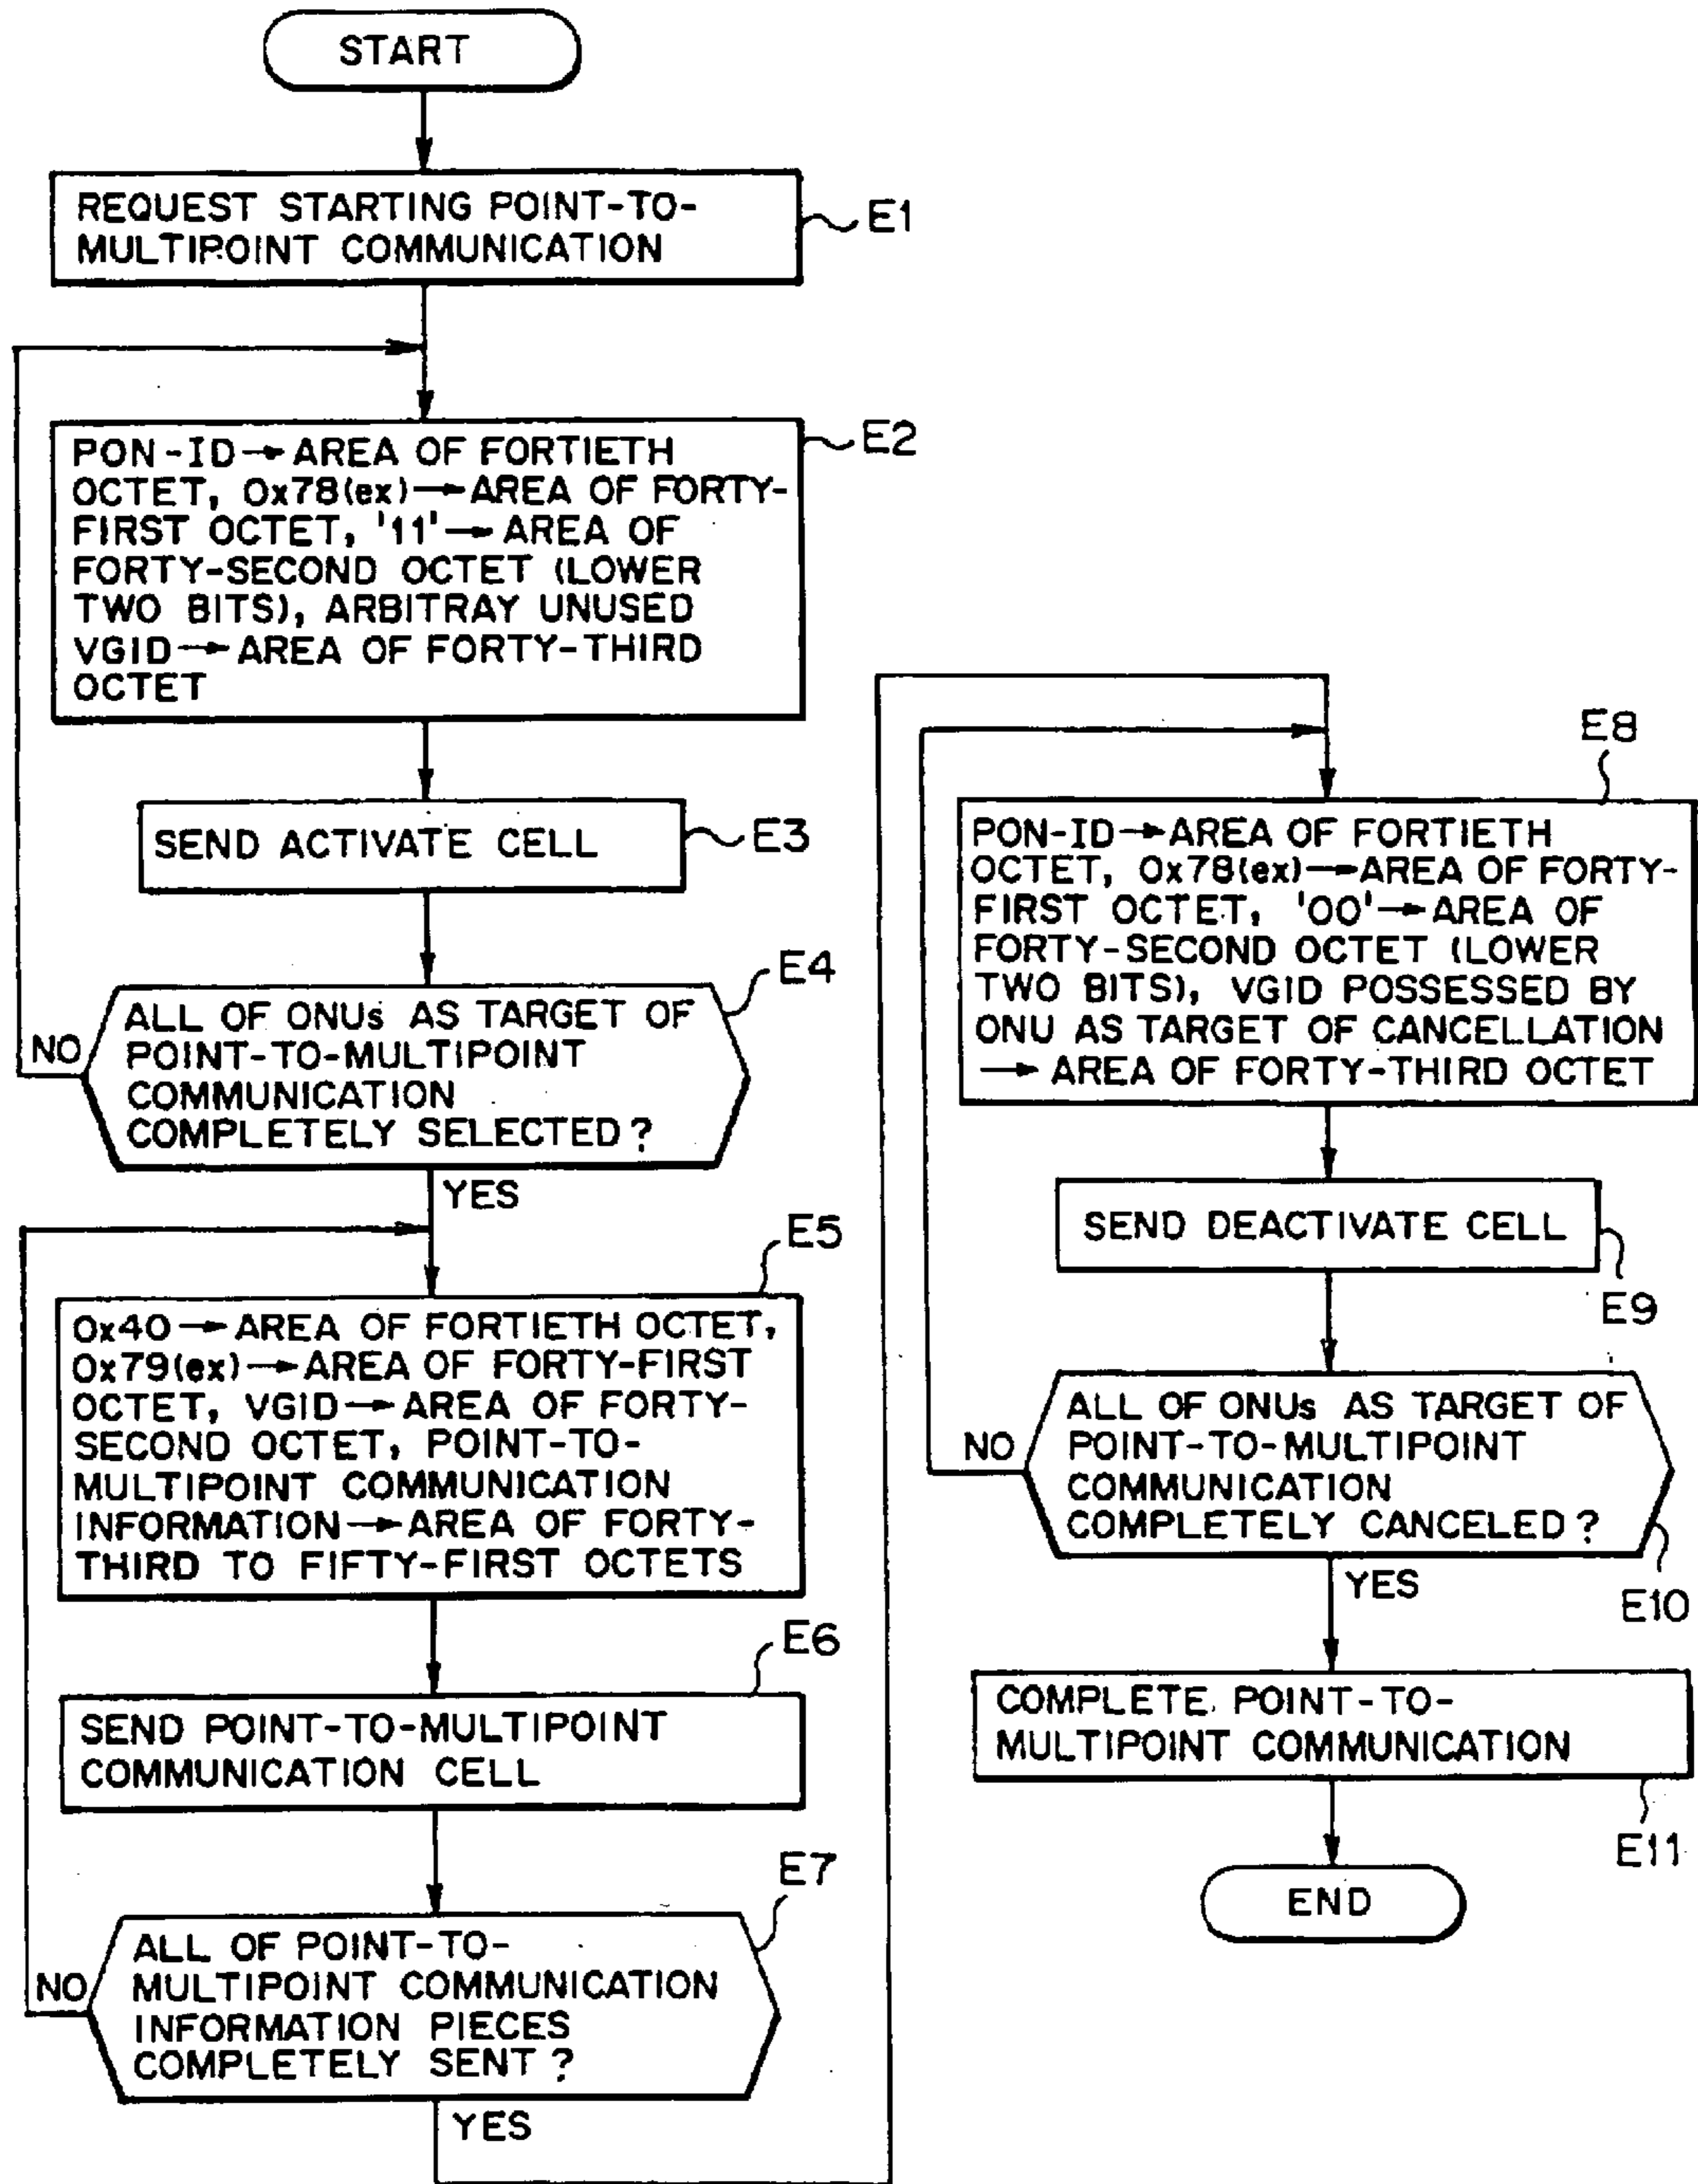 START
REQUEST STARTING POINT-TO-
MULTIPOINT COMMUNICATION
E1
PON-ID→AREA OF FORTIETH
OCTET, 0x78(ex)→AREA OF FORTY-
FIRST OCTET, '11'→AREA OF
FORTY-SECOND OCTET (LOWER
TWO BITS), ARBITRAY UNUSED
VGID→AREA OF FORTY-THIRD
OCTET
E2
SEND ACTIVATE CELL
E3
ALL OF ONUs AS TARGET OF
POINT-TO-MULTIPOINT
COMMUNICATION
COMPLETELY SELECTED?
E4
NO
YES
0x40→AREA OF FORTIETH OCTET,
0x79(ex)→AREA OF FORTY-FIRST
OCTET, VGID→AREA OF FORTY-
SECOND OCTET, POINT-TO-
MULTIPOINT COMMUNICATION
INFORMATION→AREA OF FORTY-
THIRD TO FIFTY-FIRST OCTETS
E5
SEND POINT-TO-MULTIPOINT
COMMUNICATION CELL
E6
ALL OF POINT-TO-
MULTIPOINT COMMUNICATION
INFORMATION PIECES
COMPLETELY SENT?
E7
NO
YES
PON-ID→AREA OF FORTIETH
OCTET, 0x78(ex)→AREA OF FORTY-
FIRST OCTET, '00'→AREA OF
FORTY-SECOND OCTET (LOWER
TWO BITS), VGID POSSESSED BY
ONU AS TARGET OF CANCELLATION
→ AREA OF FORTY-THIRD OCTET
E8
SEND DEACTIVATE CELL
E9
ALL OF ONUs AS TARGET OF
POINT-TO-MULTIPOINT
COMMUNICATION
COMPLETELY CANCELED?
E10
NO
YES
COMPLETE POINT-TO-
MULTIPOINT COMMUNICATION
E11
END